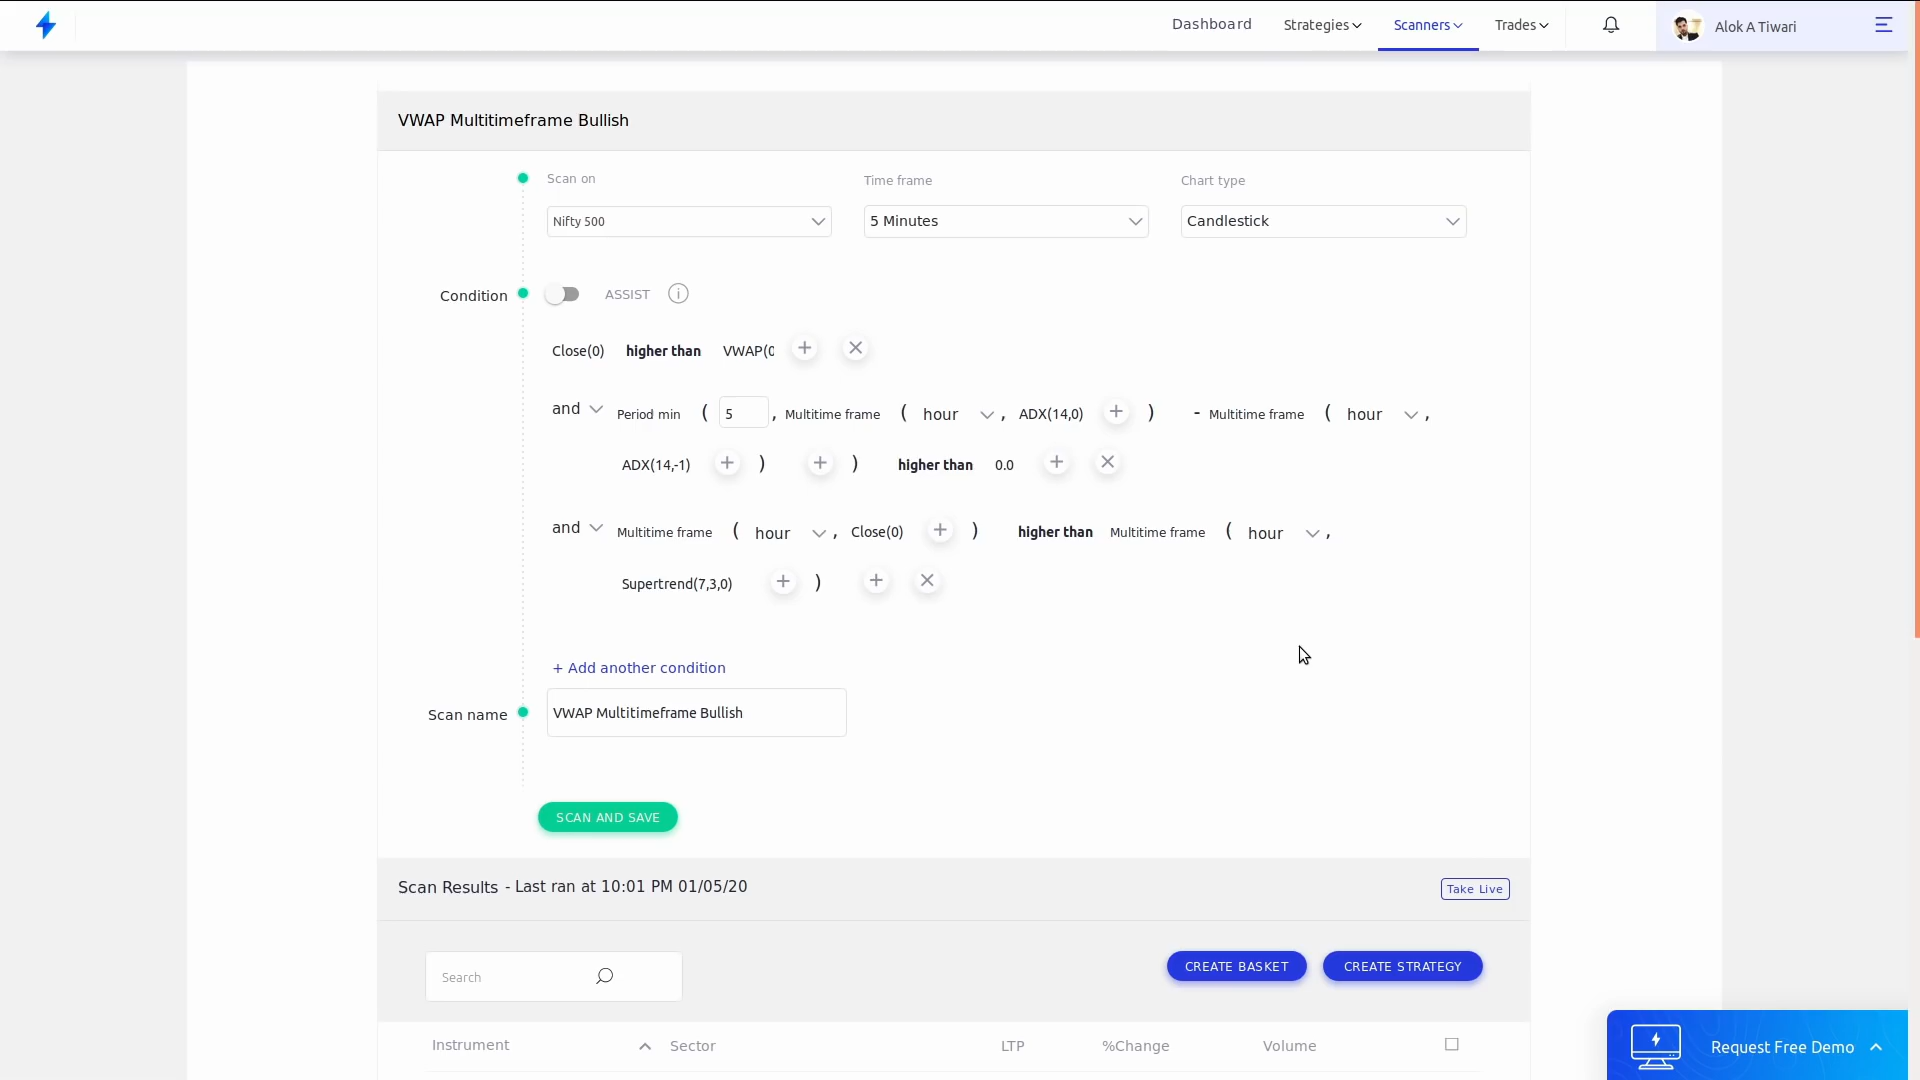 Dashboard Strategies Scanners Trades Alok A Tiwari
VWAP Multitimeframe Bullish
Scan on Time frame Chart type
Nifty 500 5 Minutes Candlestick
Condition ASSIST i
Close(0) higher than VWAP(0 + ×
and Period min ( 5 , Multitime frame ( hour , ADX(14,0) + ) - Multitime frame ( hour ,
ADX(14,-1) + ) + ) higher than 0.0 + ×
and Multitime frame ( hour , Close(0) + ) higher than Multitime frame ( hour ,
Supertrend(7,3,0) + ) + ×
+ Add another condition
Scan name VWAP Multitimeframe Bullish
SCAN AND SAVE
Scan Results - Last ran at 10:01 PM 01/05/20 Take Live
Search CREATE BASKET CREATE STRATEGY
Instrument Sector LTP %Change Volume
Request Free Demo